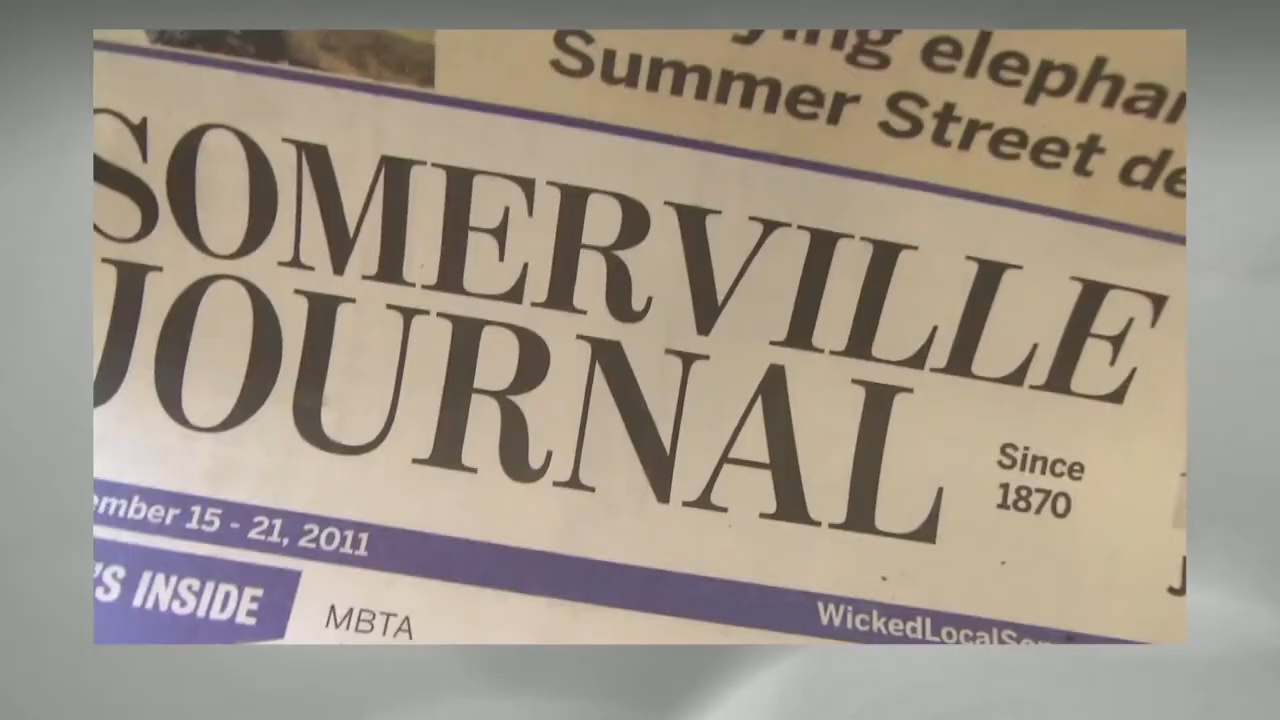 Summer Street
SOMERVILLE
JOURNAL
Since
1870
15 - 21, 2011
INSIDE
MBTA